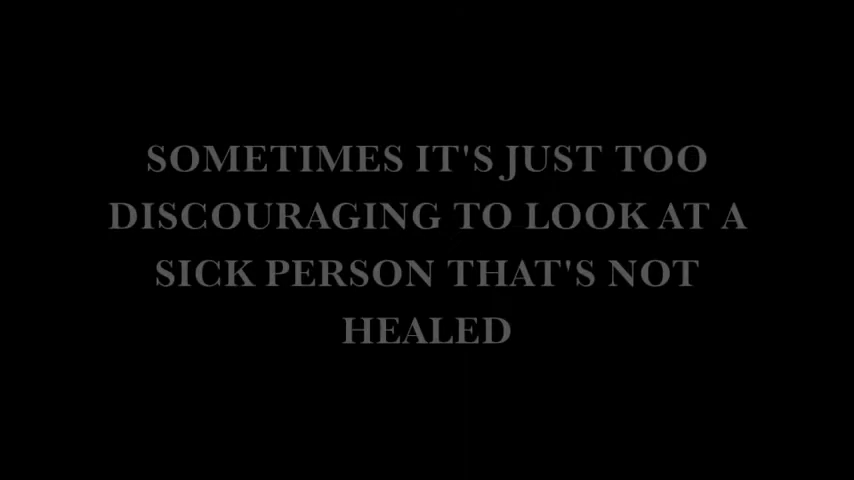 SOMETIMES IT'S JUST TOO
DISCOURAGING TO LOOK AT A
SICK PERSON THAT'S NOT
HEALED